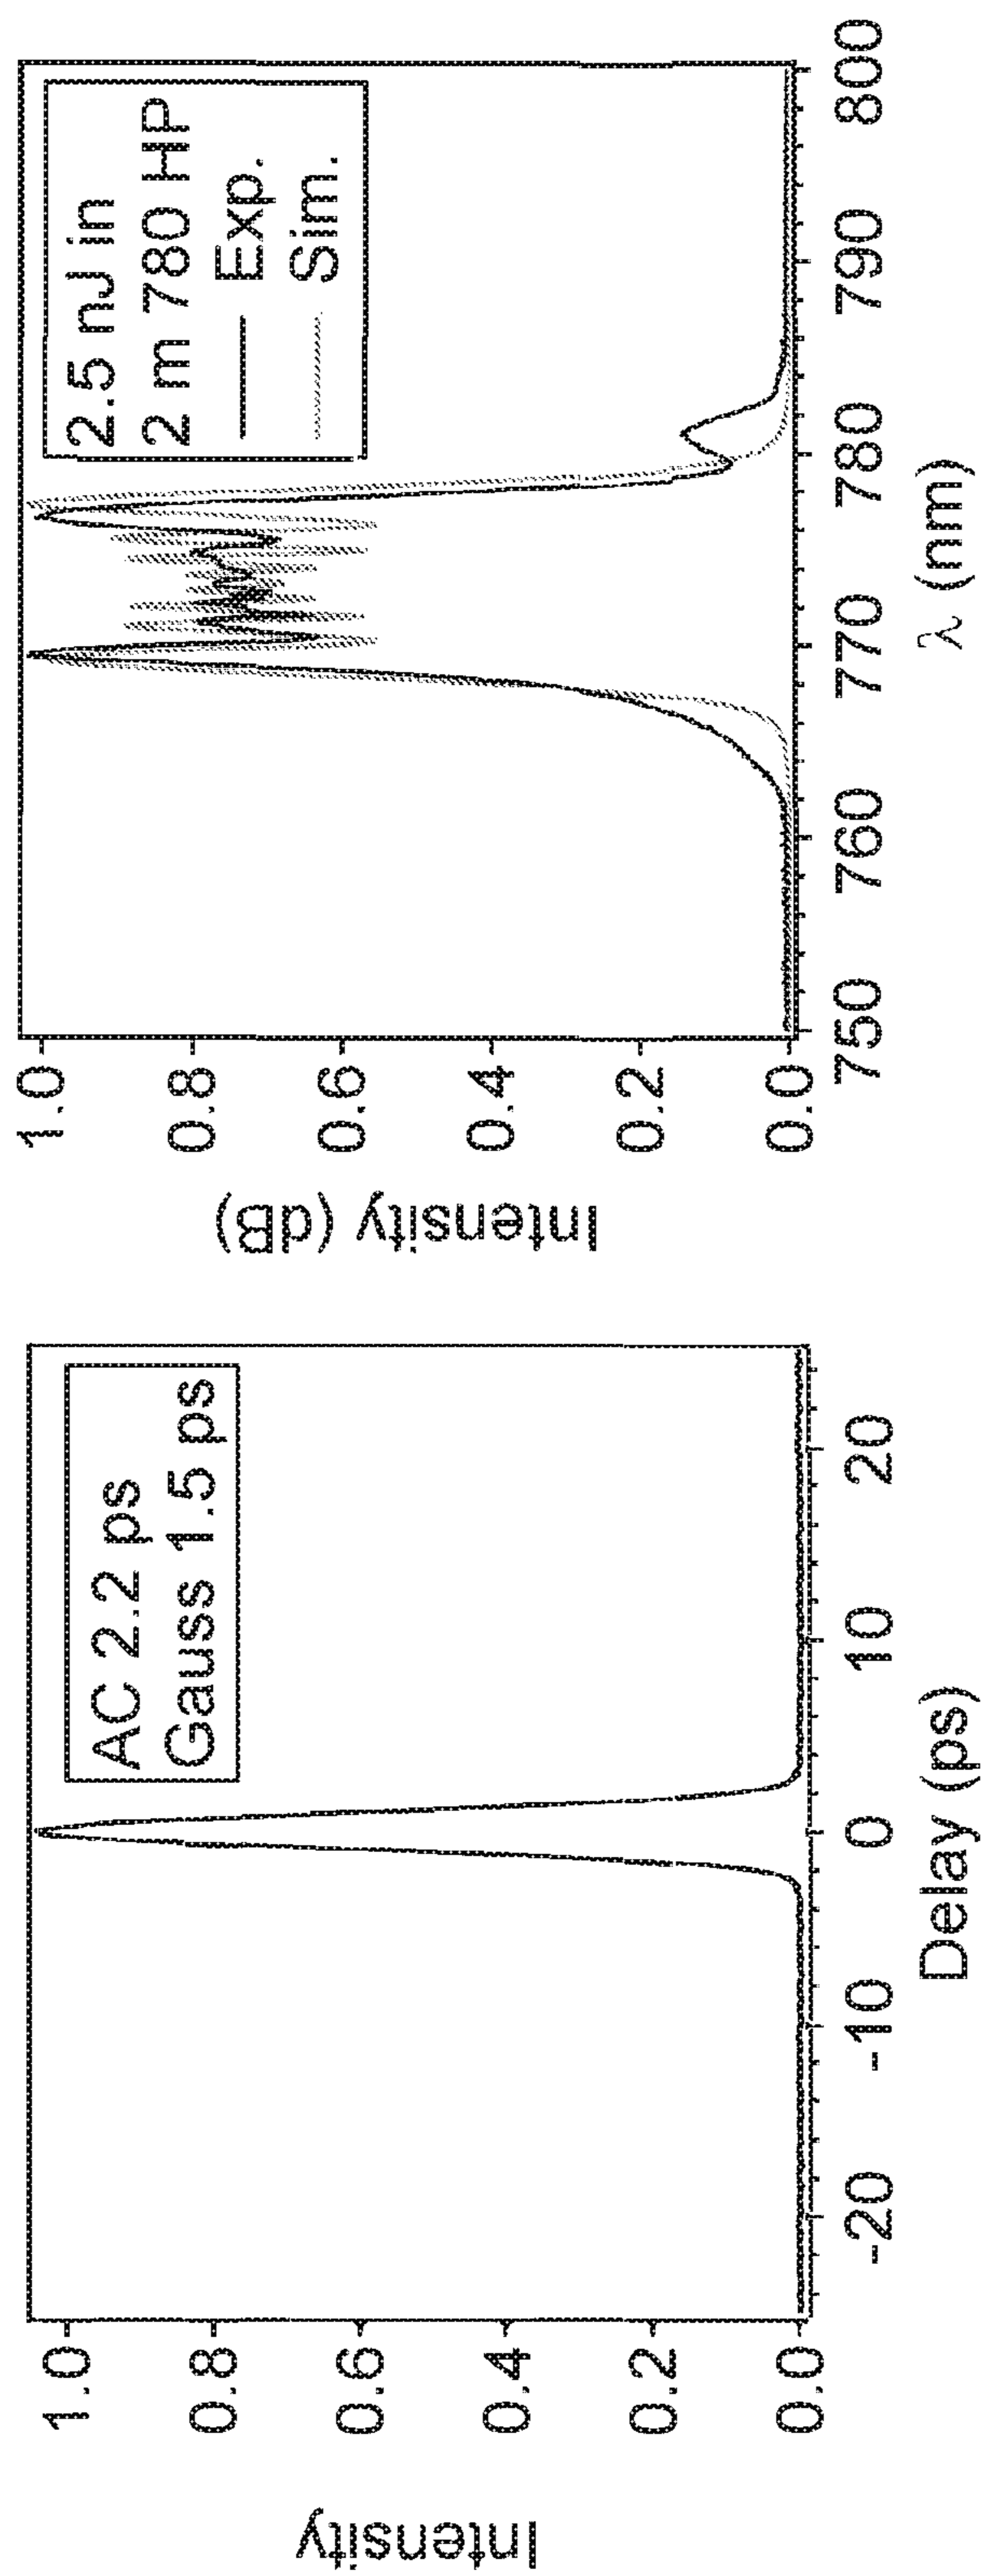 Intensity
1.0
0.8
0.6
0.4
0.2
0.0
AC 2.2 ps
Gauss 1.5 ps
-20
-10
0
10
20
Delay (ps)
Intensity (dB)
1.0
0.8
0.6
0.4
0.2
0.0
2.5 nJ in
2 m 780 HP
Exp.
Sim.
750
760
770
780
790
800
λ (nm)